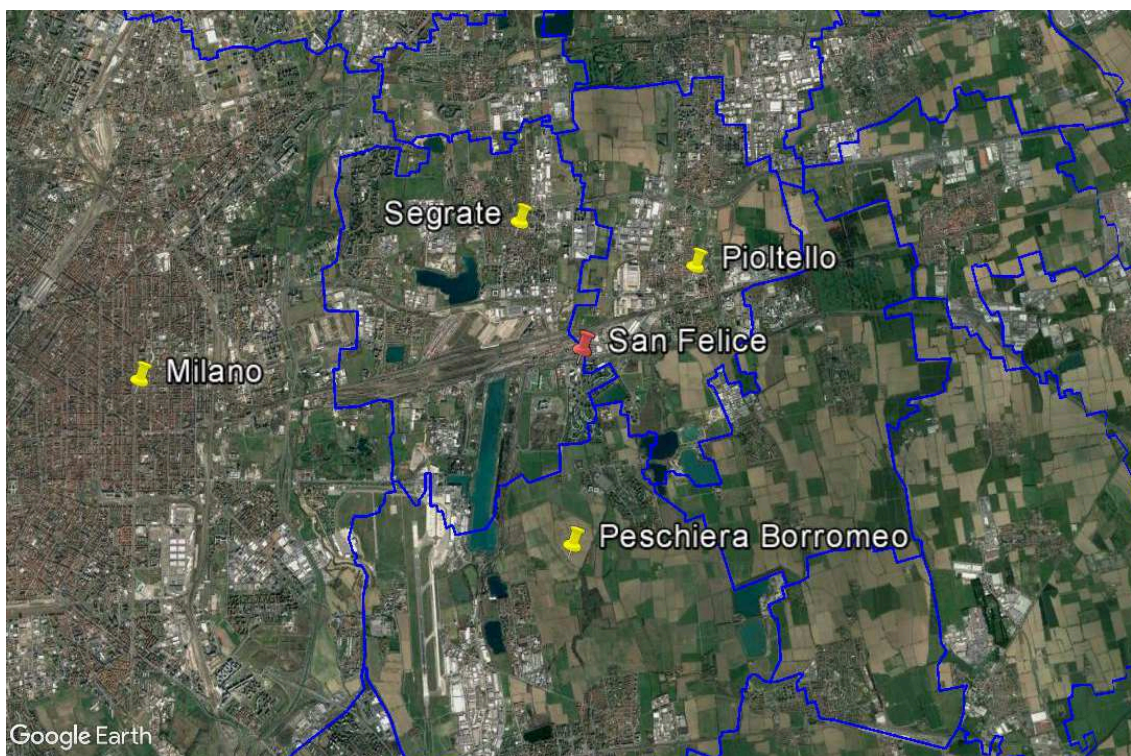 Segrate
Pioltello
San Felice
Milano
Peschiera Borromeo
Google Earth